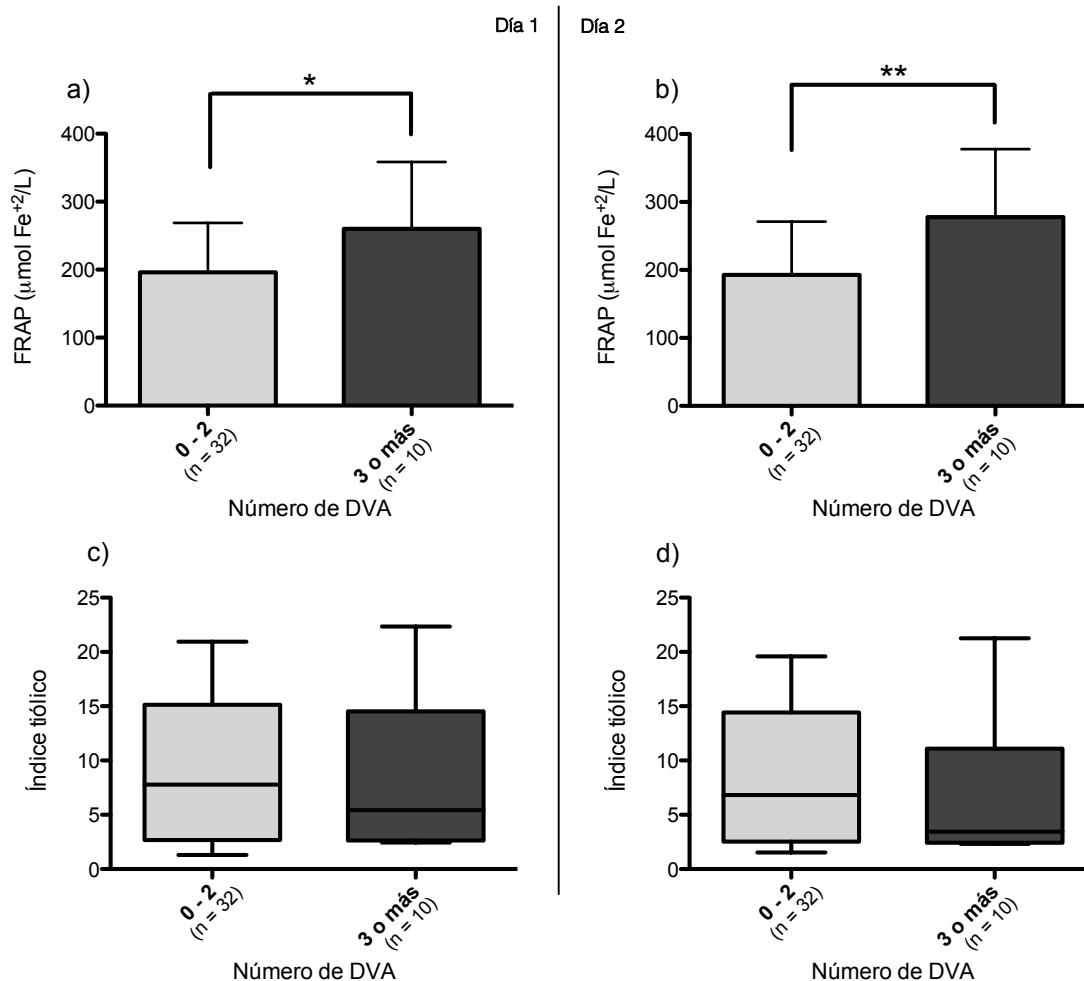 Día 1
Día 2
a)
*
FRAP (μmol Fe⁺²/L)
400
300
200
100
0
0 - 2
(n = 32)
3 o más
(n = 10)
Número de DVA
b)
**
FRAP (μmol Fe⁺²/L)
400
300
200
100
0
0 - 2
(n = 32)
3 o más
(n = 10)
Número de DVA
c)
Índice tiólico
25
20
15
10
5
0
0 - 2
(n = 32)
3 o más
(n = 10)
Número de DVA
d)
Índice tiólico
25
20
15
10
5
0
0 - 2
(n = 32)
3 o más
(n = 10)
Número de DVA